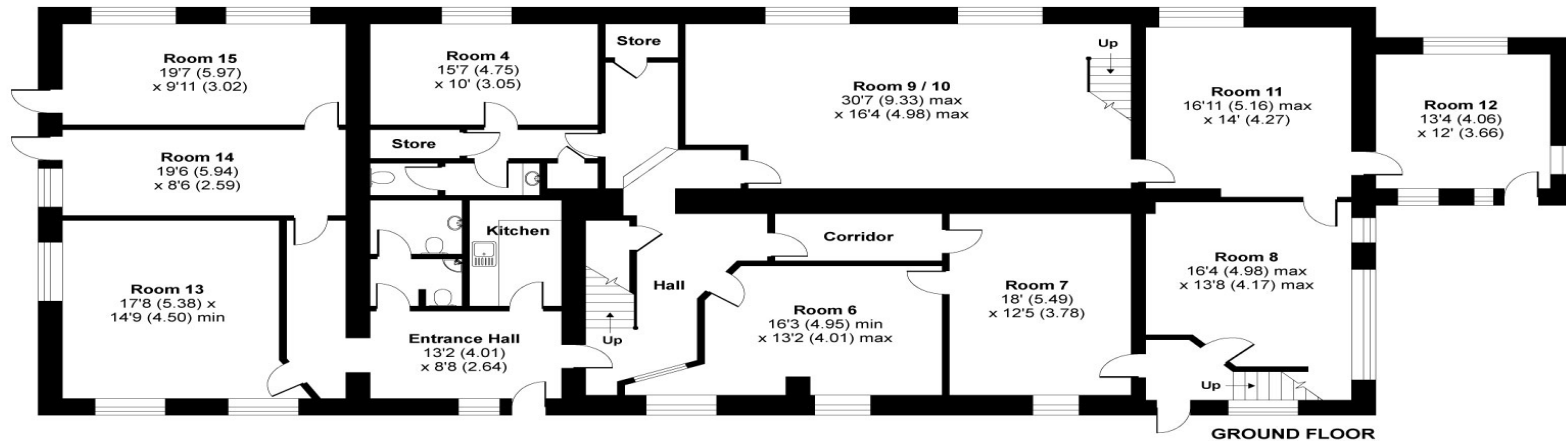 Room 15
19'7 (5.97)
x 9'11 (3.02)
Room 4
15'7 (4.75)
x 10' (3.05)
Store
Room 9 / 10
30'7 (9.33) max
x 16'4 (4.98) max
Up
Room 11
16'11 (5.16) max
x 14' (4.27)
Room 12
13'4 (4.06)
x 12' (3.66)
Store
Room 14
19'6 (5.94)
x 8'6 (2.59)
Kitchen
Corridor
Room 13
17'8 (5.38) x
14'9 (4.50) min
Entrance Hall
13'2 (4.01)
x 8'8 (2.64)
Hall
Up
Room 6
16'3 (4.95) min
x 13'2 (4.01) max
Room 7
18' (5.49)
x 12'5 (3.78)
Room 8
16'4 (4.98) max
x 13'8 (4.17) max
Up
GROUND FLOOR